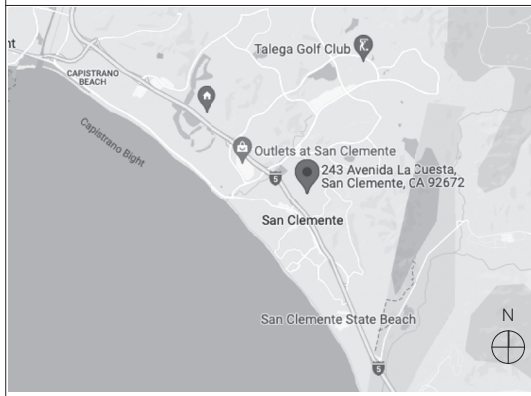 nt
Talega Golf Club
CAPISTRANO
BEACH
Capistrano Bight
Outlets at San Clemente
5
243 Avenida La Cuesta,
San Clemente, CA 92672
San Clemente
San Clemente State Beach
N
5